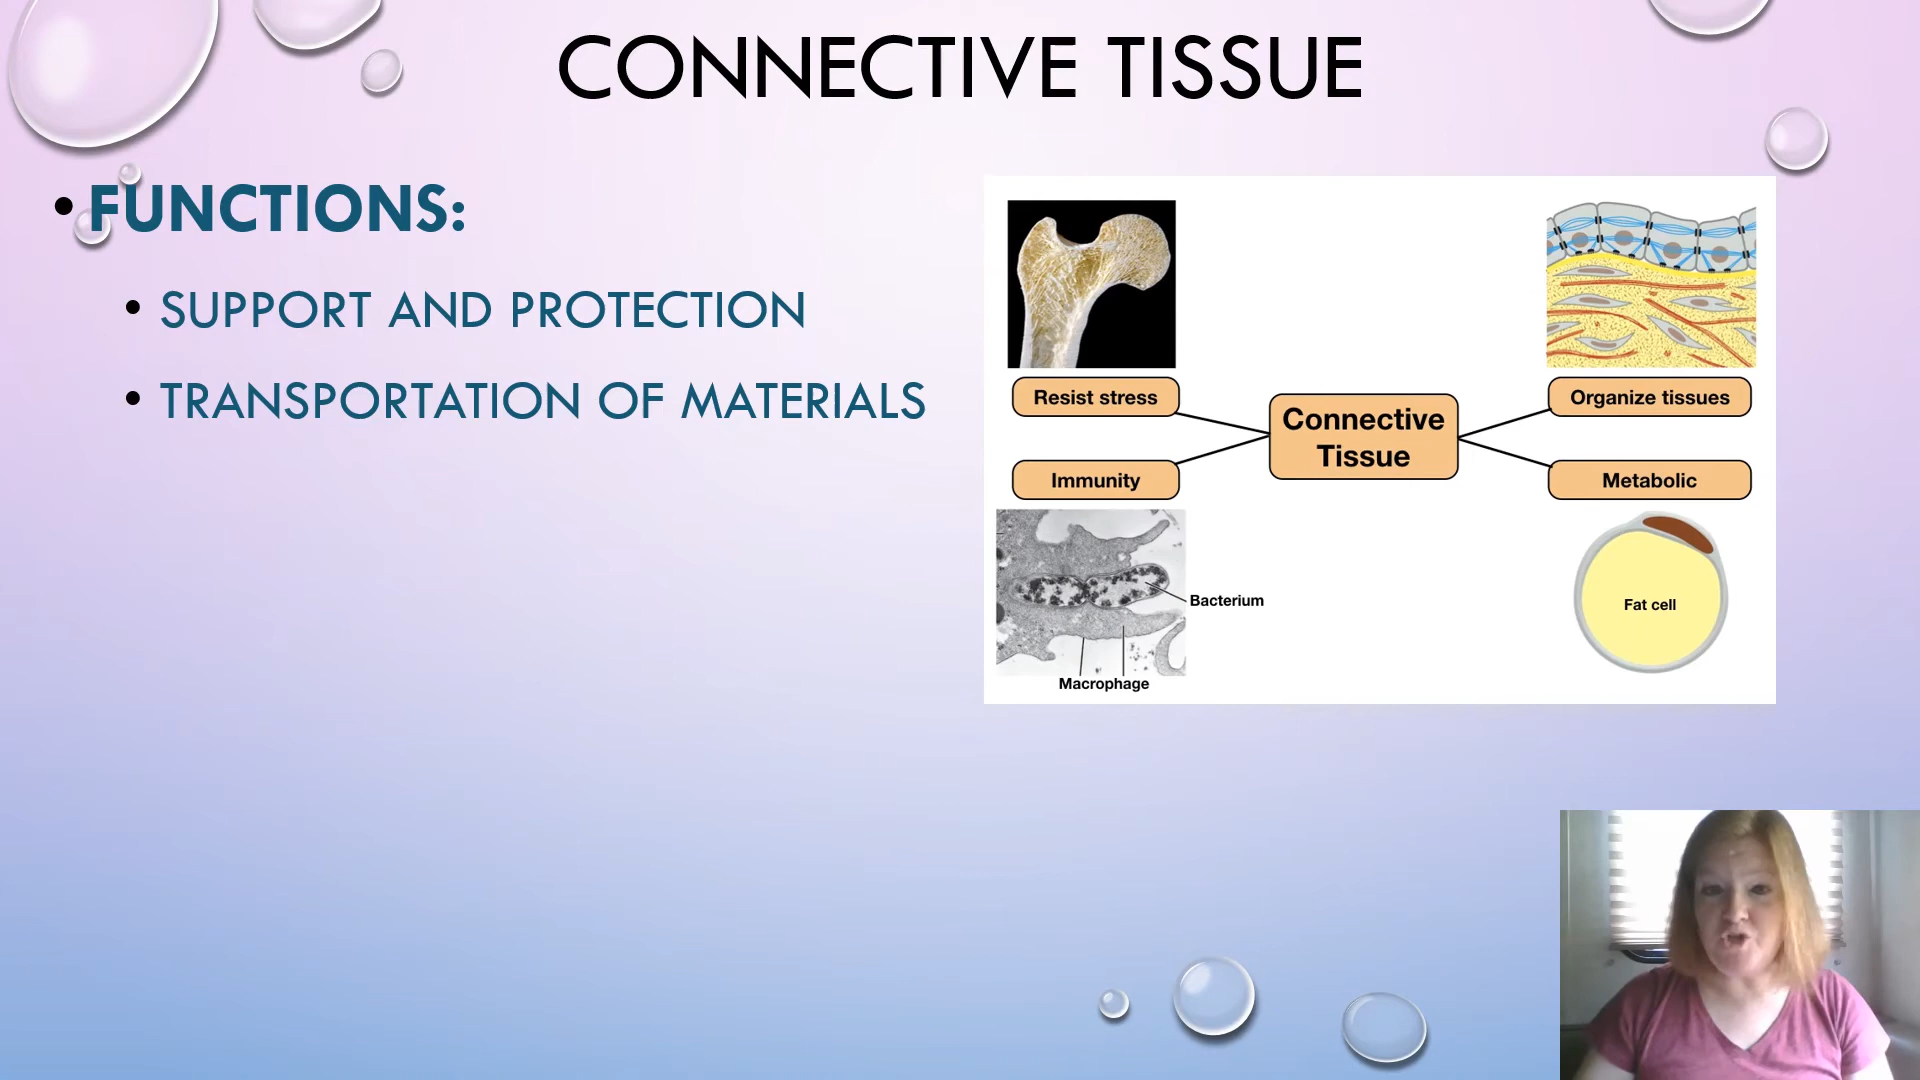 CONNECTIVE TISSUE
• FUNCTIONS:
• SUPPORT AND PROTECTION
• TRANSPORTATION OF MATERIALS
Resist stress
Organize tissues
Connective
Tissue
Immunity
Metabolic
Bacterium
Fat cell
Macrophage